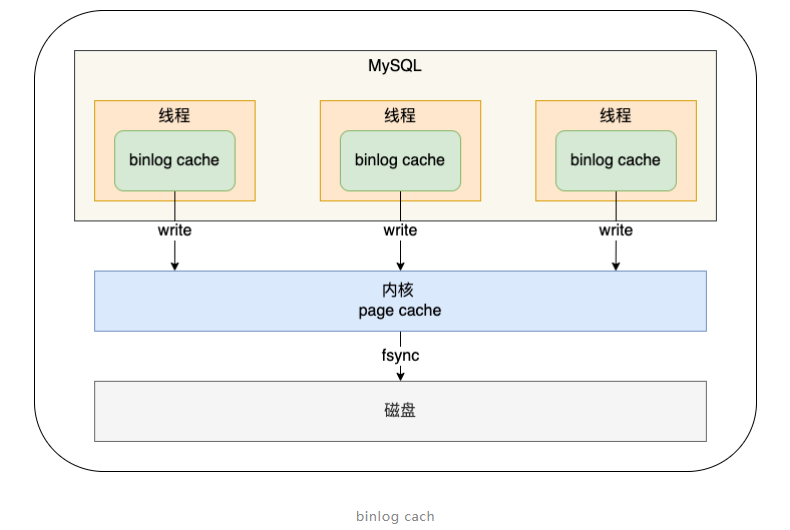 MySQL
线程
线程
线程
binlog cache
binlog cache
binlog cache
write
write
write
内核
page cache
fsync
磁盘
binlog cach